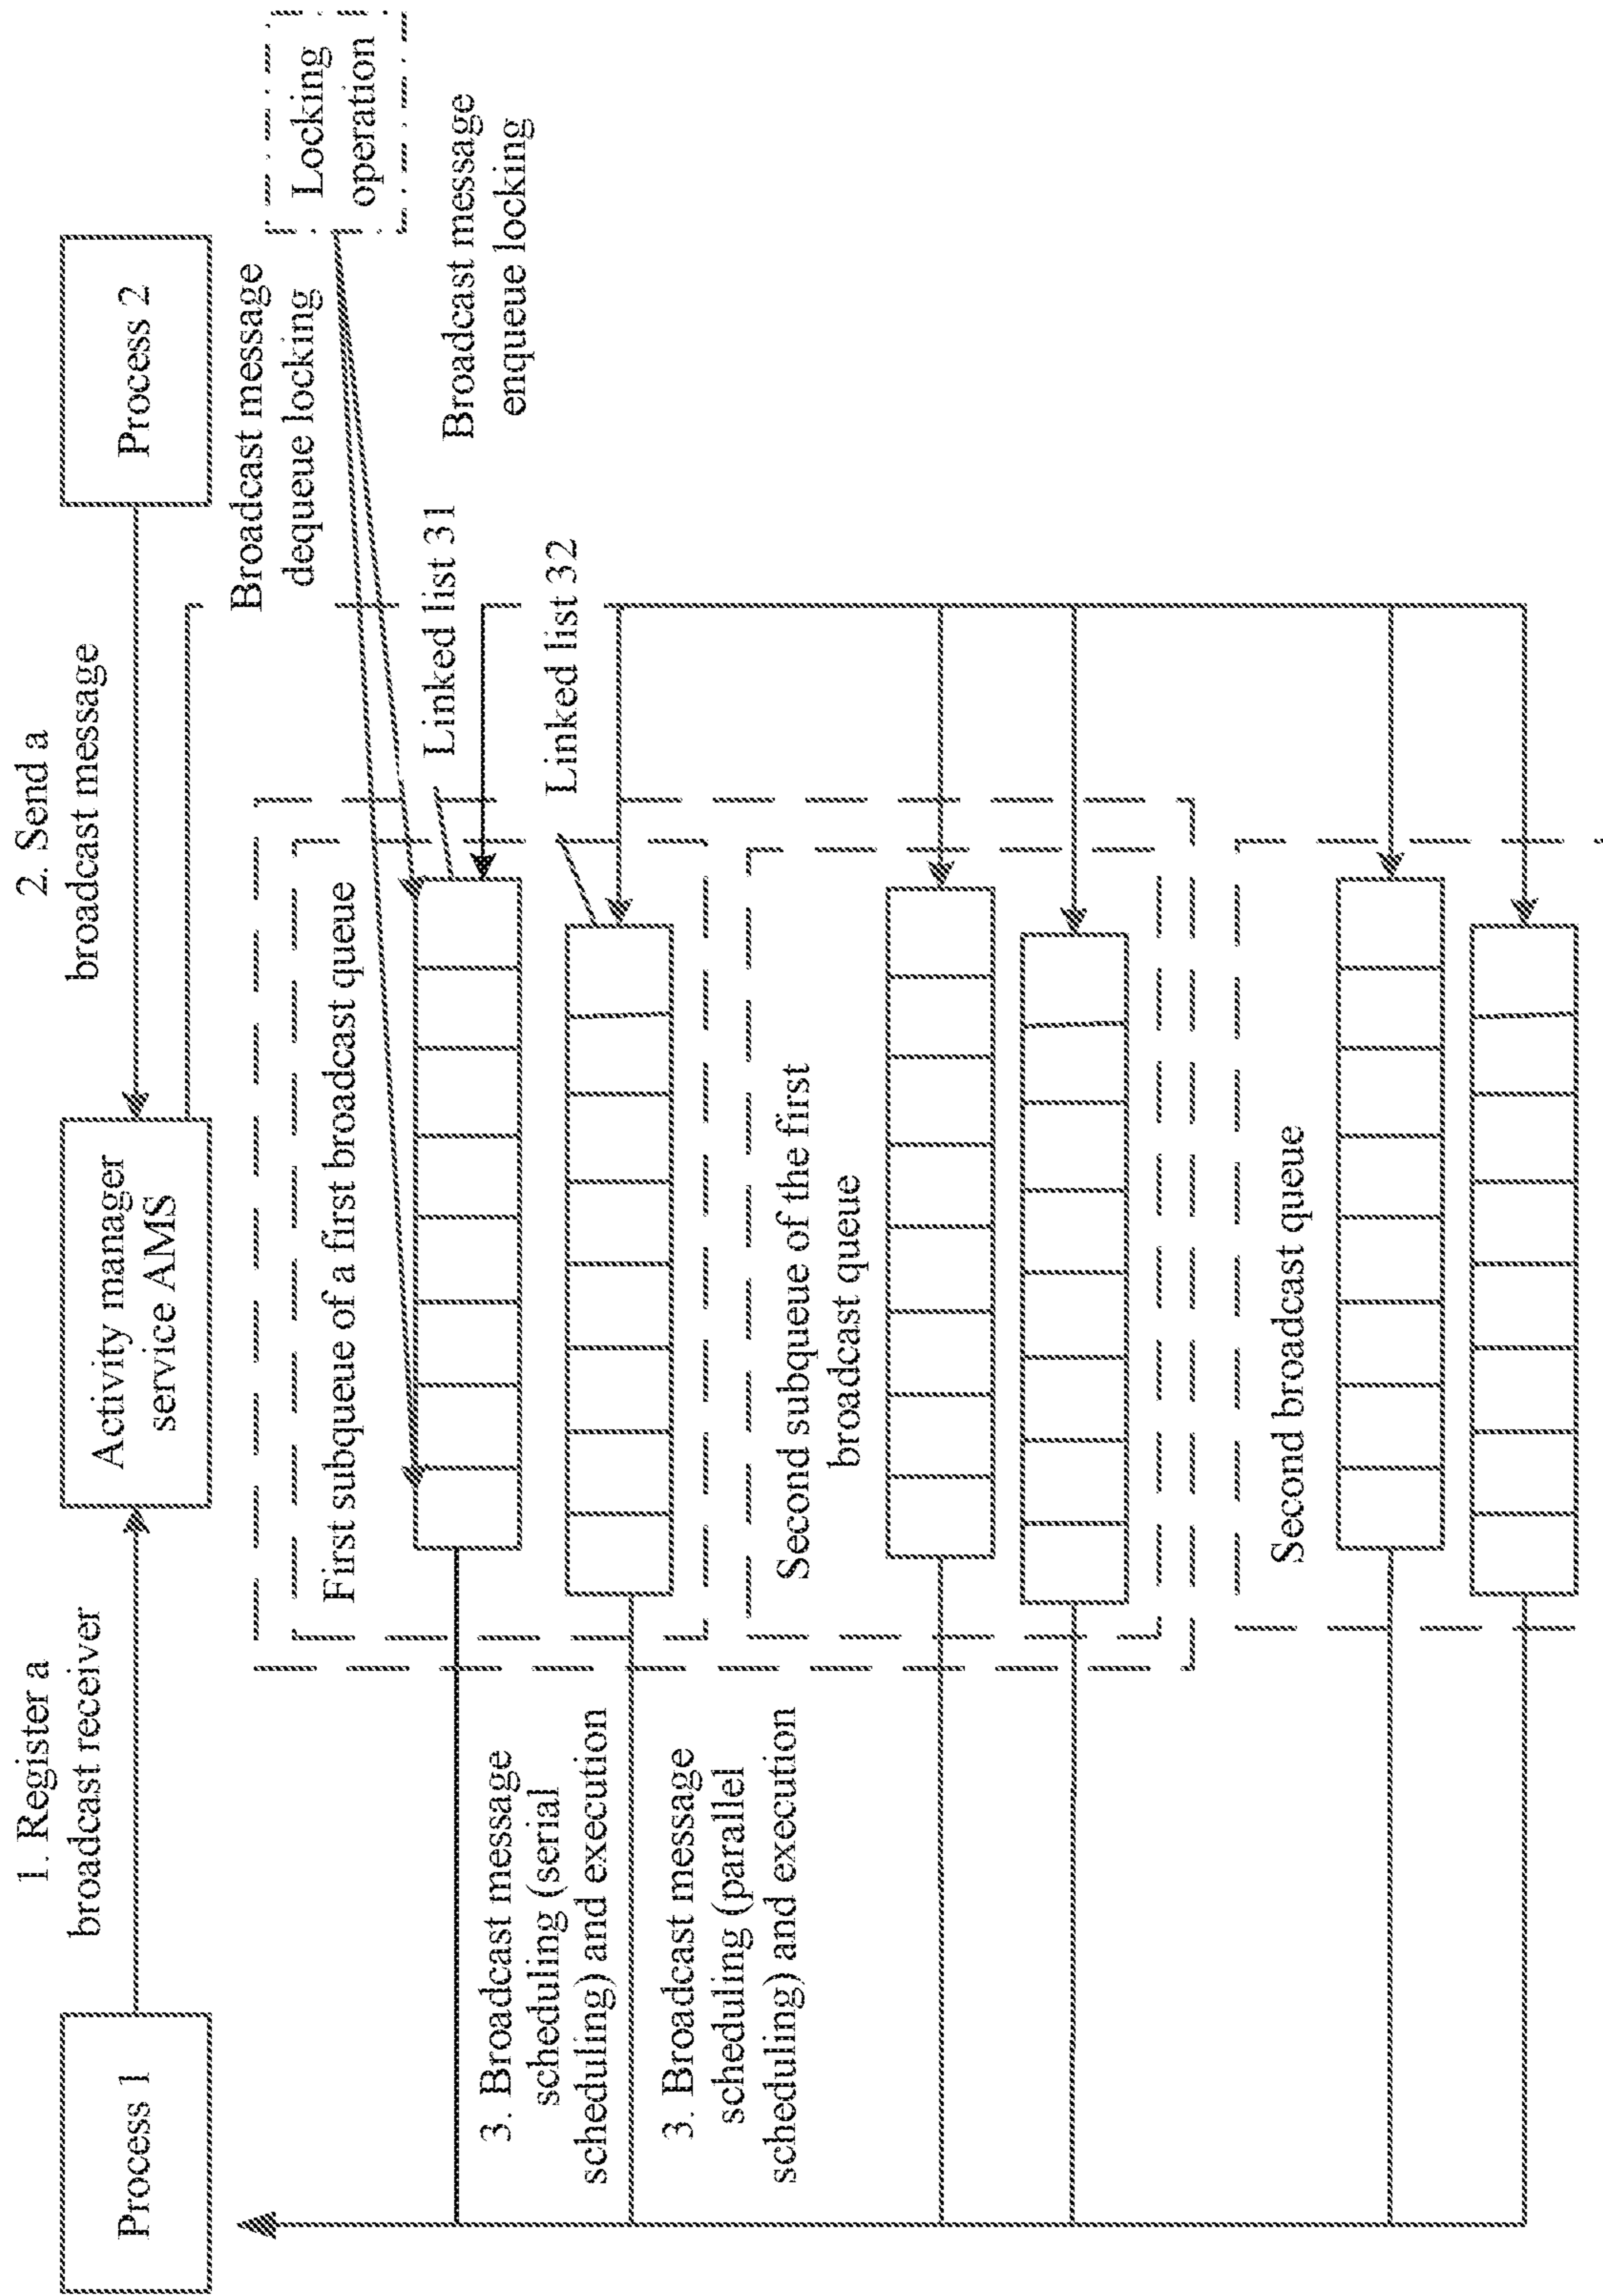 1. Register a
broadcast receiver
2. Send a
broadcast message
Process 1
Activity manager
service AMS
Process 2
Broadcast message
dequeue locking
Locking
operation
First subqueue of a first broadcast queue
Linked list 31
Broadcast message
enqueue locking
Linked list 32
3. Broadcast message
scheduling (serial
scheduling) and execution
3. Broadcast message
scheduling (parallel
scheduling) and execution
Second subqueue of the first
broadcast queue
Second broadcast queue